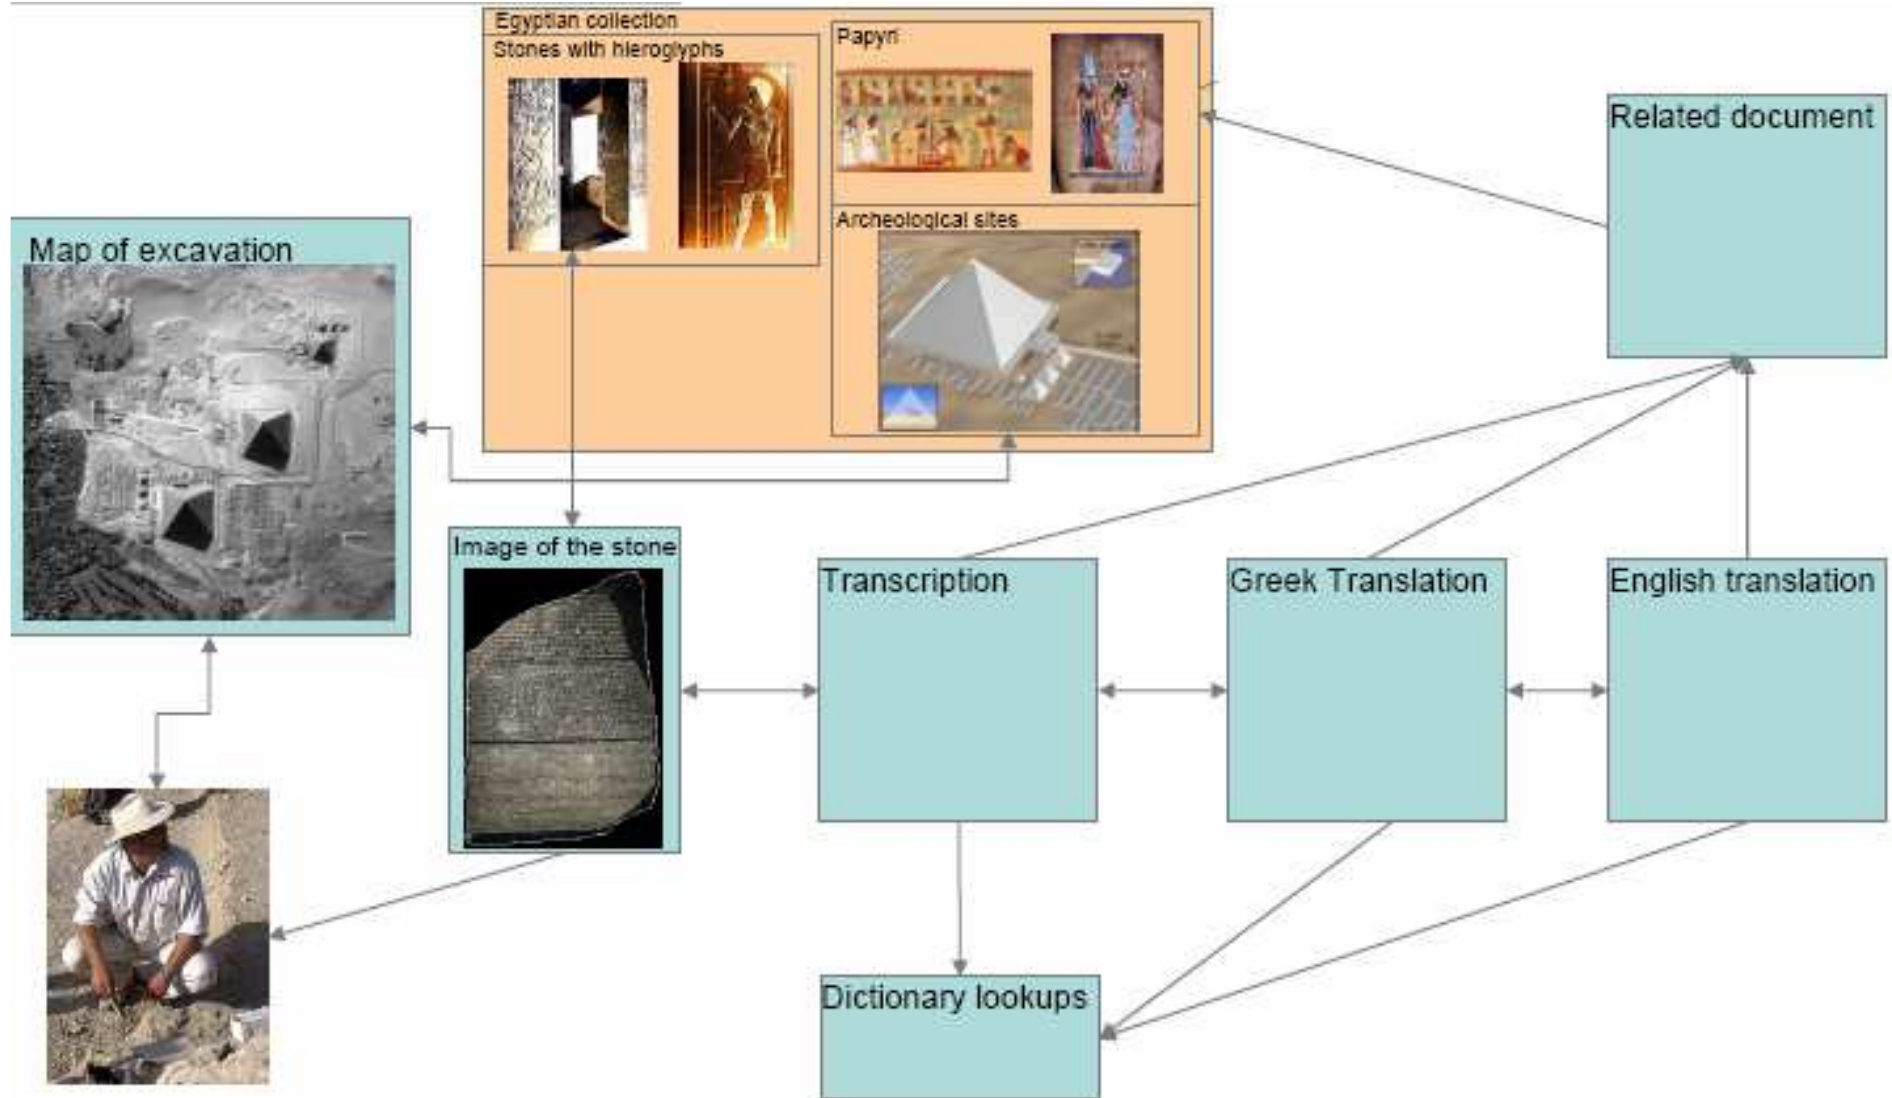 Egyptian collection
Stones with hieroglyphs
Papyri
Archeological sites
Related document
Map of excavation
Image of the stone
Transcription
Greek Translation
English translation
Dictionary lookups